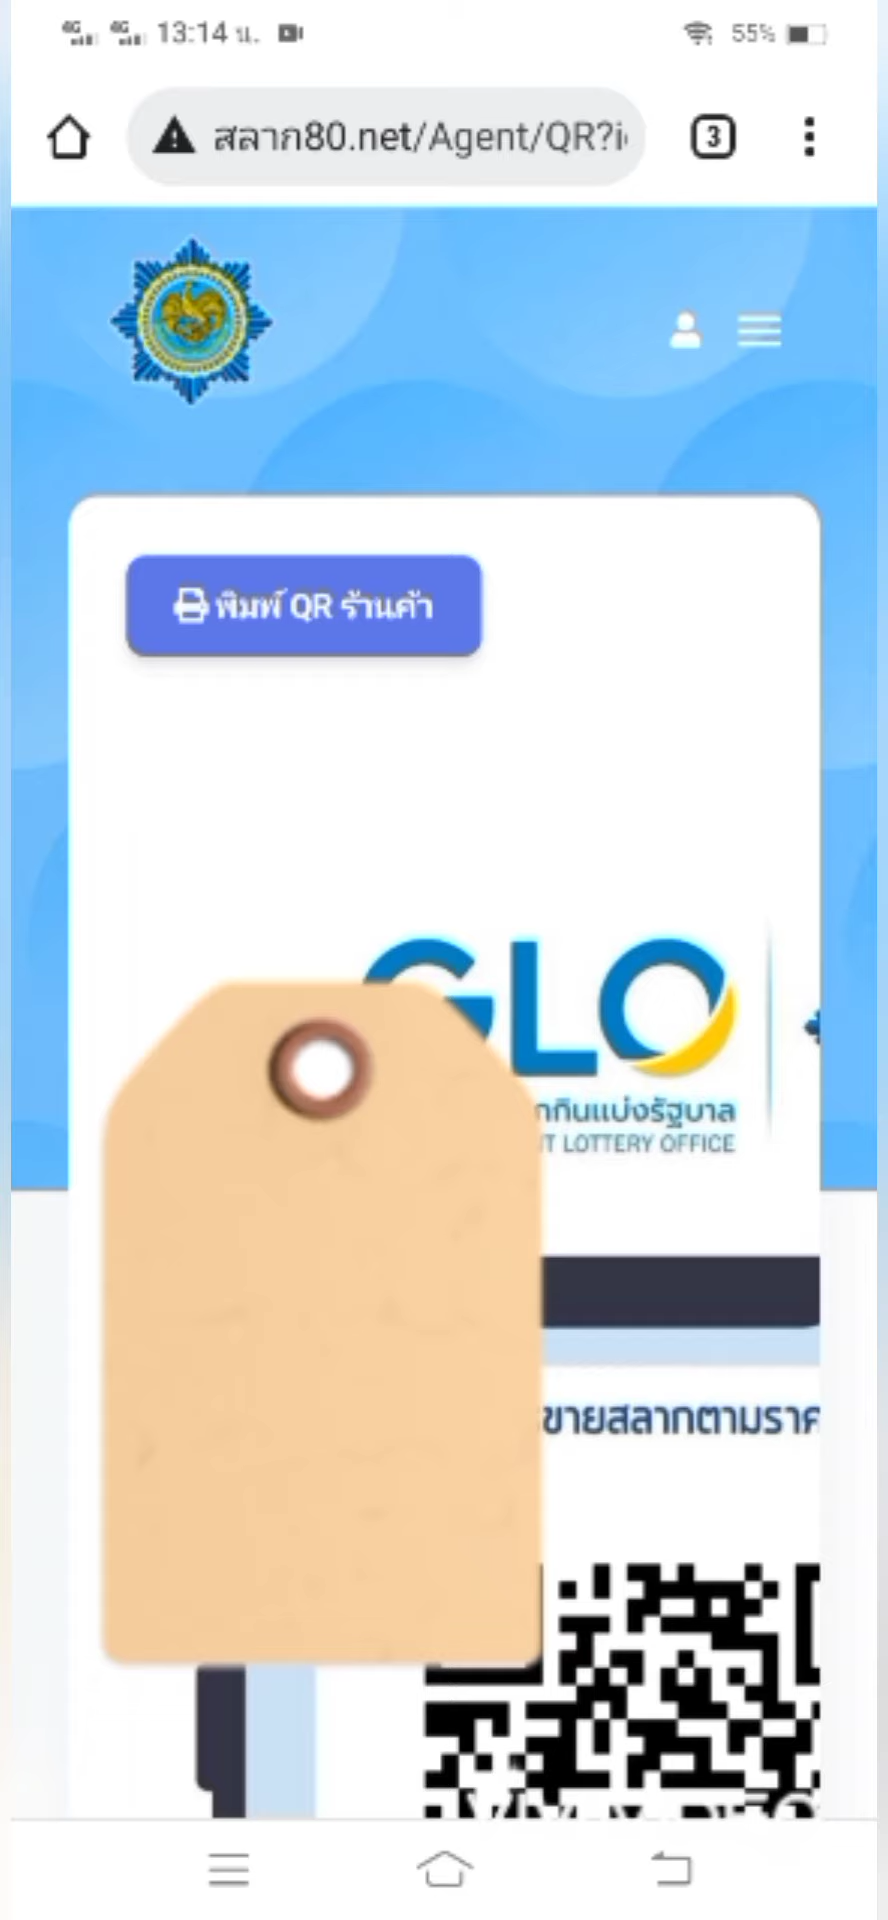 4G 4G 13:14 น. 55%
สลาก80.net/Agent/QR?i
3
พิมพ์ QR ร้านค้า
GLO
กินแบ่งรัฐบาล
T LOTTERY OFFICE
ขายสลากตามราค